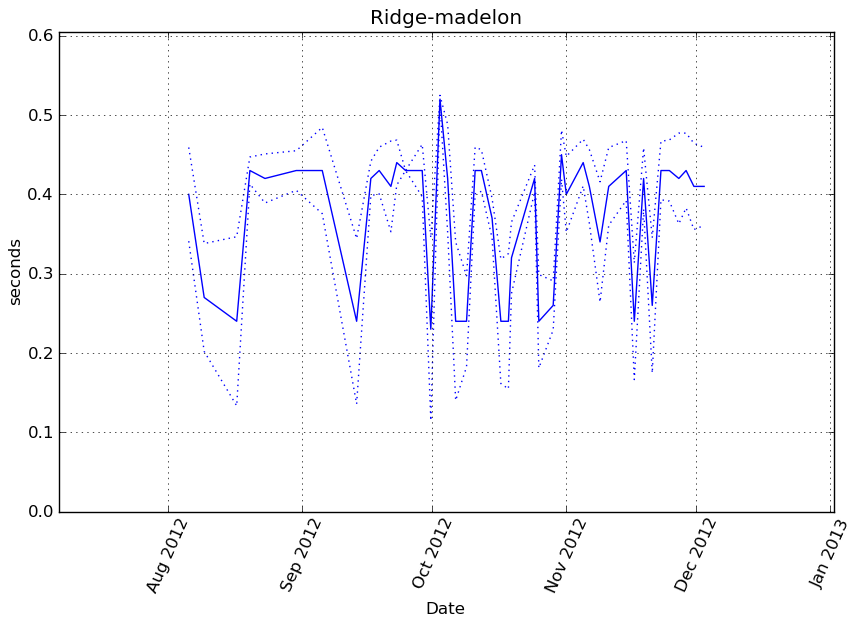 Ridge-madelon
0.6
0.5
0.4
0.3
0.2
0.1
0.0
seconds
Aug 2012
Sep 2012
Oct 2012
Nov 2012
Dec 2012
Jan 2013
Date